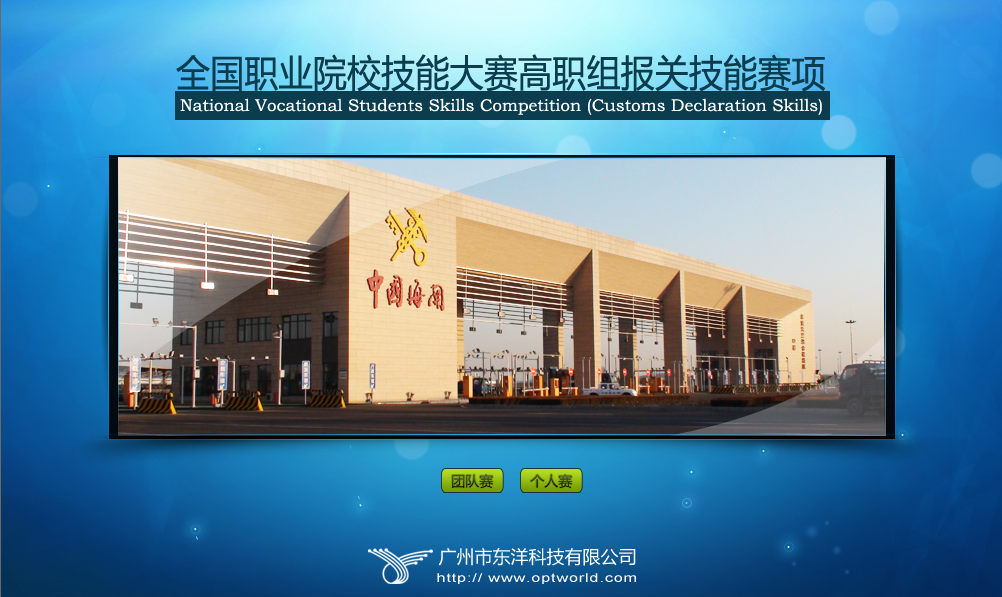 全国职业院校技能大赛高职组报关技能赛项
National Vocational Students Skills Competition (Customs Declaration Skills)
中国海关
团队赛
个人赛
广州市东洋科技有限公司
http:// www.optworld.com